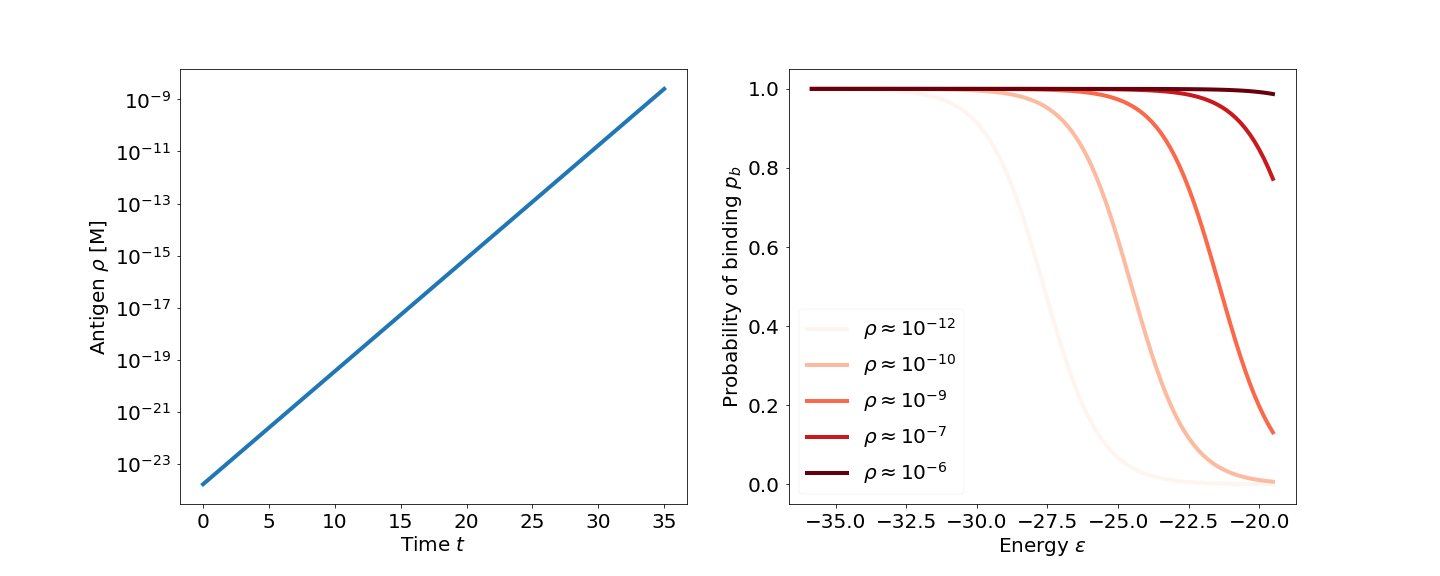 Antigen ρ [M]
10⁻⁹
10⁻¹¹
10⁻¹³
10⁻¹⁵
10⁻¹⁷
10⁻¹⁹
10⁻²¹
10⁻²³
0 5 10 15 20 25 30 35
Time t
Probability of binding p_b
1.0
0.8
0.6
0.4
0.2
0.0
ρ ≈ 10⁻¹²
ρ ≈ 10⁻¹⁰
ρ ≈ 10⁻⁹
ρ ≈ 10⁻⁷
ρ ≈ 10⁻⁶
−35.0 −32.5 −30.0 −27.5 −25.0 −22.5 −20.0
Energy ε